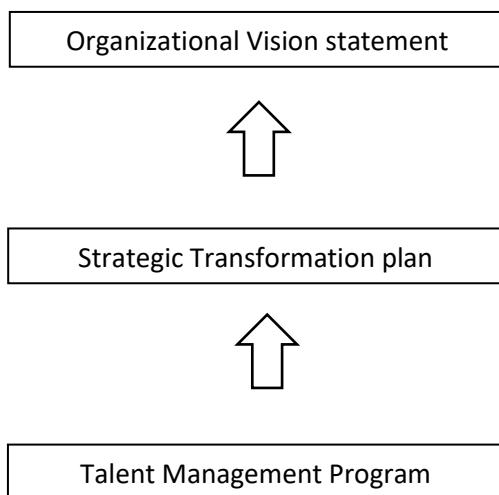 Organizational Vision statement
Strategic Transformation plan
Talent Management Program